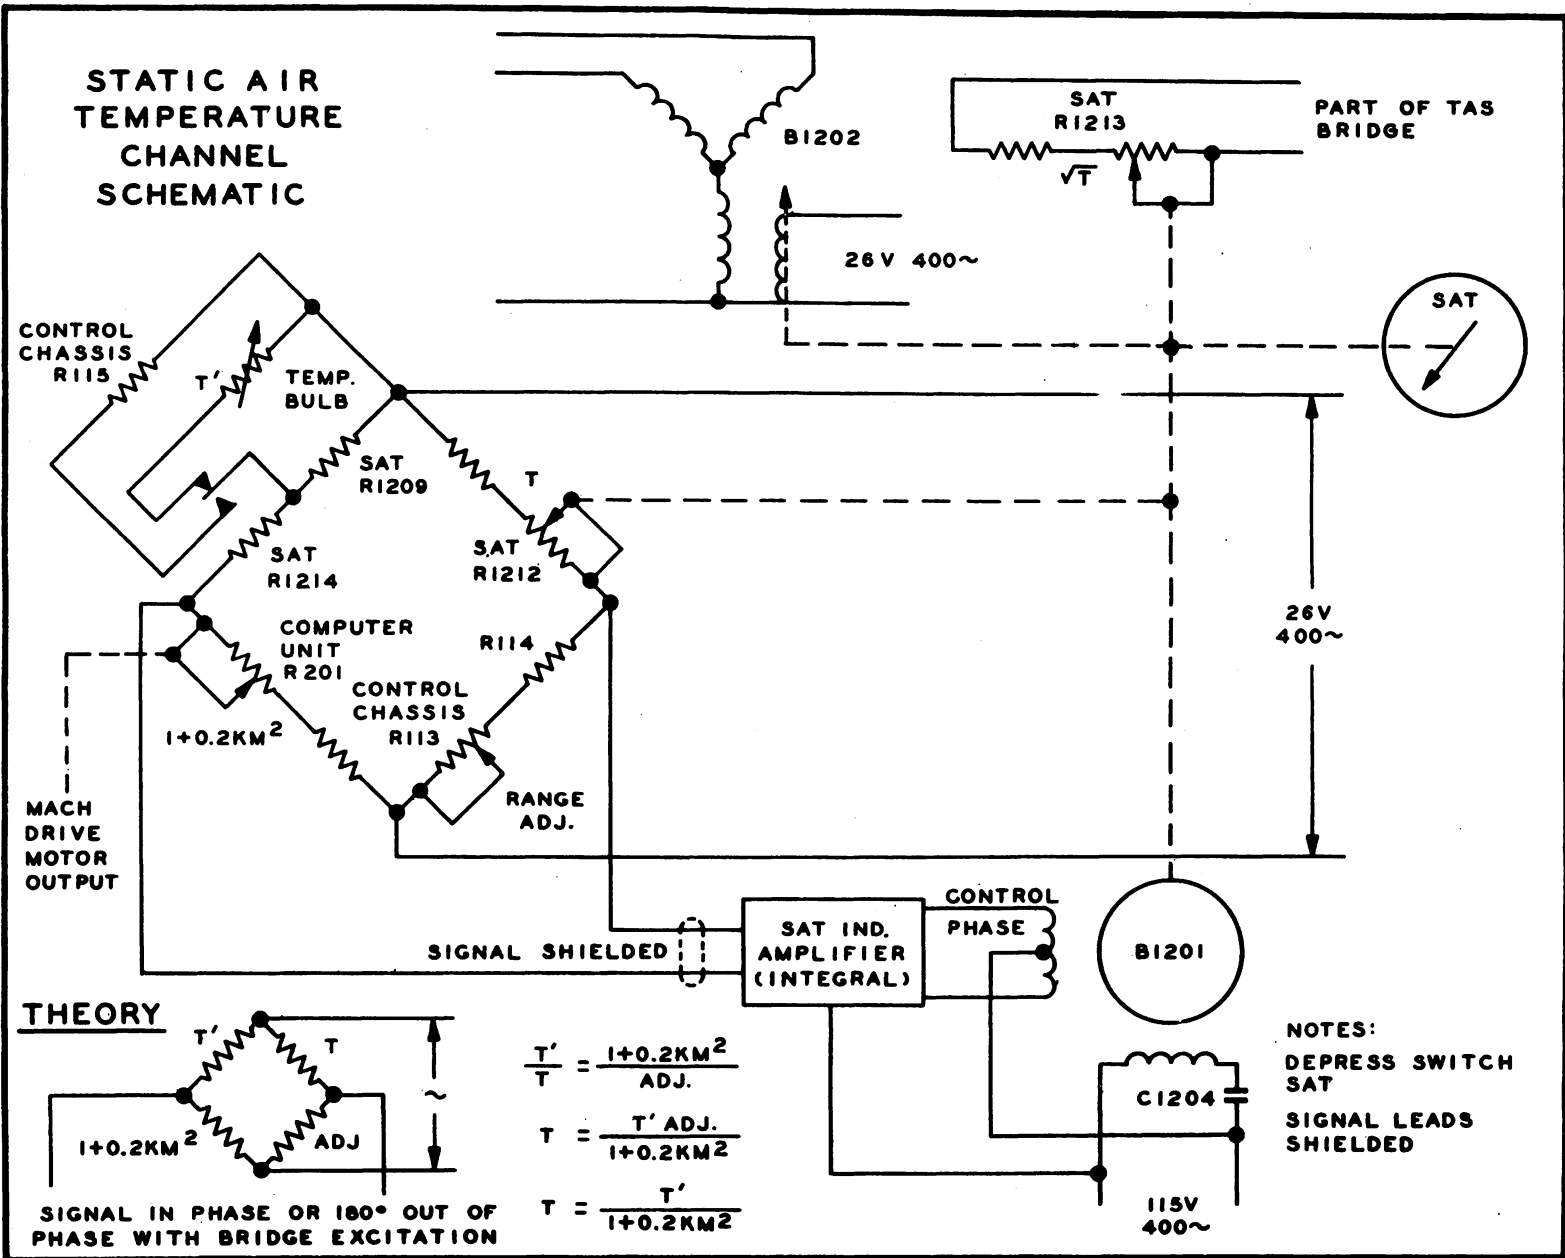 STATIC AIR
TEMPERATURE
CHANNEL
SCHEMATIC
B1202
26V 400~
SAT
R1213
√T
PART OF TAS
BRIDGE
SAT
CONTROL
CHASSIS
R115
T'
TEMP.
BULB
SAT
R1209
T
SAT
R1212
SAT
R1214
COMPUTER
UNIT
R201
1+0.2KM²
R114
CONTROL
CHASSIS
R113
RANGE
ADJ.
MACH
DRIVE
MOTOR
OUTPUT
26V
400~
SIGNAL SHIELDED
SAT IND.
AMPLIFIER
(INTEGRAL)
CONTROL
PHASE
B1201
C1204
115V
400~
NOTES:
DEPRESS SWITCH
SAT
SIGNAL LEADS
SHIELDED
THEORY
T'
T
~
1+0.2KM²
ADJ
SIGNAL IN PHASE OR 180° OUT OF
PHASE WITH BRIDGE EXCITATION
T'/T = 1+0.2KM²/ADJ.
T = T' ADJ./1+0.2KM²
T = T'/1+0.2KM²